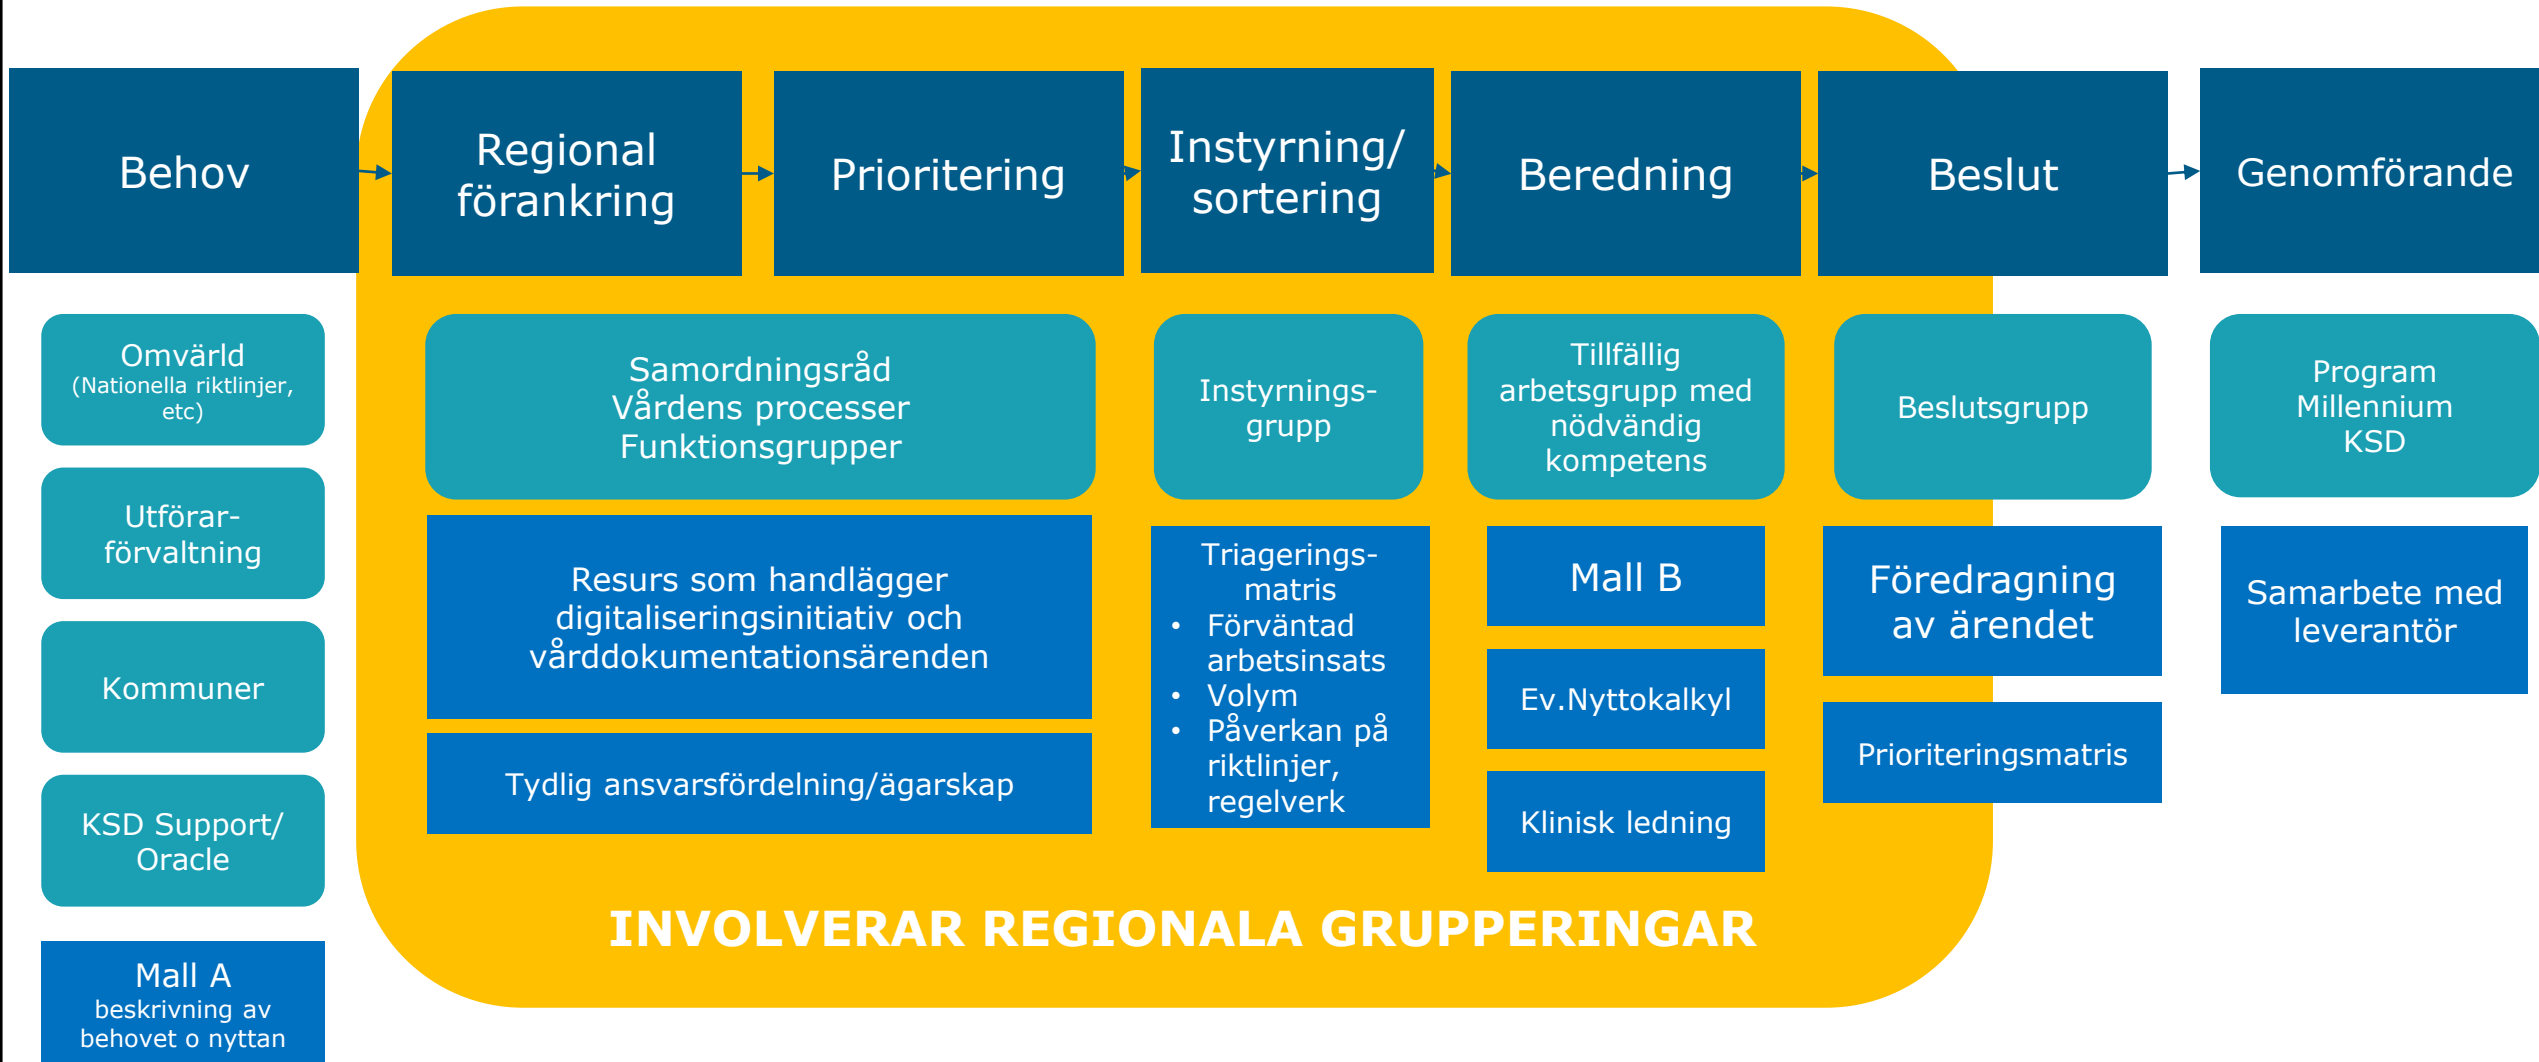 Behov
Regional
förankring
Prioritering
Instyrning/
sortering
Beredning
Beslut
Genomförande
Omvärld
(Nationella riktlinjer,
etc)
Utförar-
förvaltning
Kommuner
KSD Support/
Oracle
Mall A
beskrivning av
behovet o nyttan
Samordningsråd
Vårdens processer
Funktionsgrupper
Resurs som handlägger
digitaliseringsinitiativ och
vårddokumentationsärenden
Tydlig ansvarsfördelning/ägarskap
Instyrnings-
grupp
Triagerings-
matris
• Förväntad
arbetsinsats
• Volym
• Påverkan på
riktlinjer,
regelverk
Tillfällig
arbetsgrupp med
nödvändig
kompetens
Mall B
Ev.Nyttokalkyl
Klinisk ledning
Beslutsgrupp
Föredragning
av ärendet
Prioriteringsmatris
Program
Millennium
KSD
Samarbete med
leverantör
INVOLVERAR REGIONALA GRUPPERINGAR